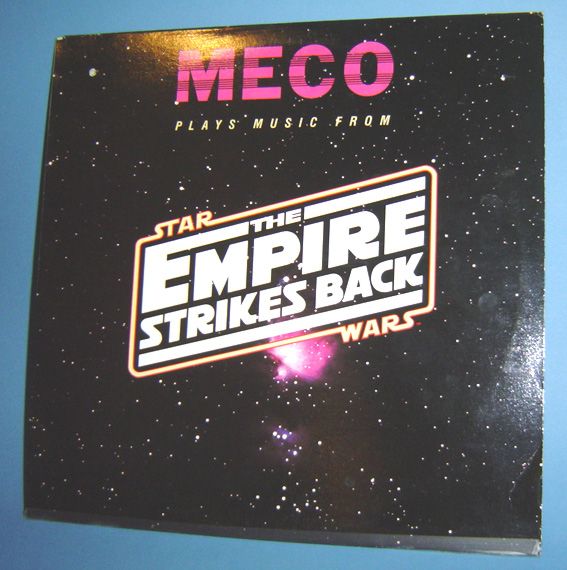 MECO
PLAYS MUSIC FROM
STAR
THE
EMPIRE
STRIKES BACK
WARS